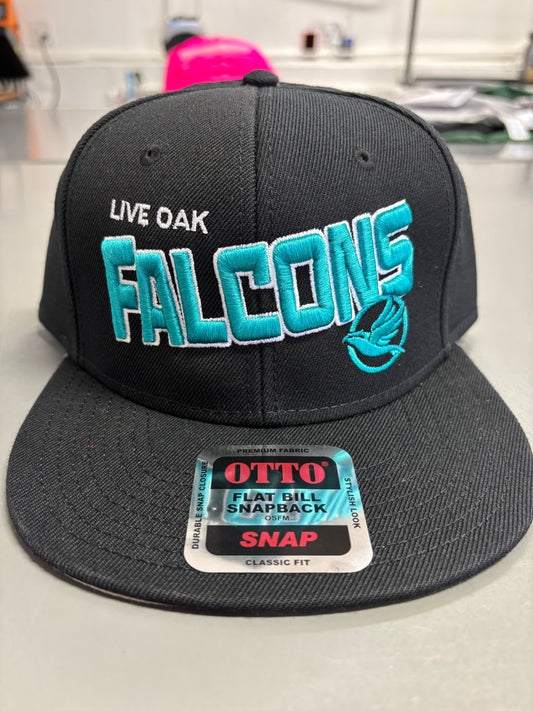 LIVE OAK
FALCONS
PREMIUM FABRIC
OTTO®
FLAT BILL
SNAPBACK
OSFM
SNAP
CLASSIC FIT
DURABLE SNAP CLOSURE
STYLISH LOOK